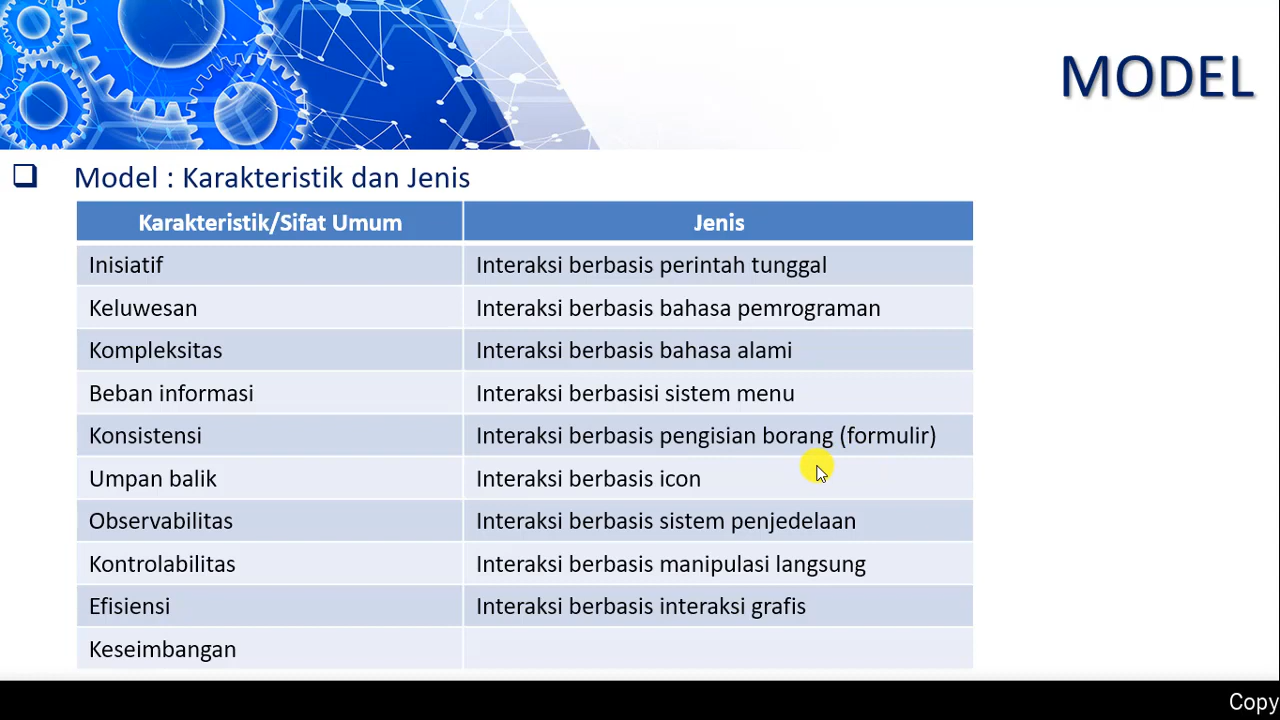 MODEL
Model : Karakteristik dan Jenis
Karakteristik/Sifat Umum Jenis
Inisiatif Interaksi berbasis perintah tunggal
Keluwesan Interaksi berbasis bahasa pemrograman
Kompleksitas Interaksi berbasis bahasa alami
Beban informasi Interaksi berbasisi sistem menu
Konsistensi Interaksi berbasis pengisian borang (formulir)
Umpan balik Interaksi berbasis icon
Observabilitas Interaksi berbasis sistem penjedelaan
Kontrolabilitas Interaksi berbasis manipulasi langsung
Efisiensi Interaksi berbasis interaksi grafis
Keseimbangan
Copy